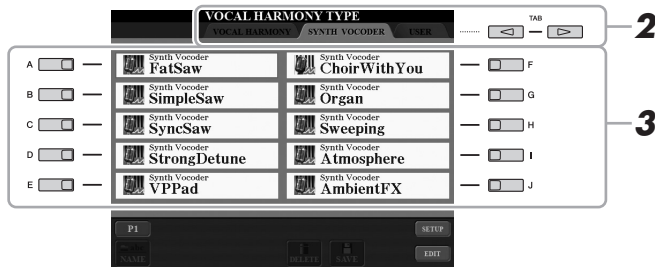 VOCAL HARMONY TYPE
VOCAL HARMONY SYNTH VOCODER USER
TAB
2
A Synth Vocoder FatSaw
Synth Vocoder ChoirWithYou F
B Synth Vocoder SimpleSaw
Synth Vocoder Organ G
C Synth Vocoder SyncSaw
Synth Vocoder Sweeping H
D Synth Vocoder StrongDetune
Synth Vocoder Atmosphere I
E Synth Vocoder VPPad
Synth Vocoder AmbientFX J
3
P1
SETUP
NAME DELETE SAVE EDIT